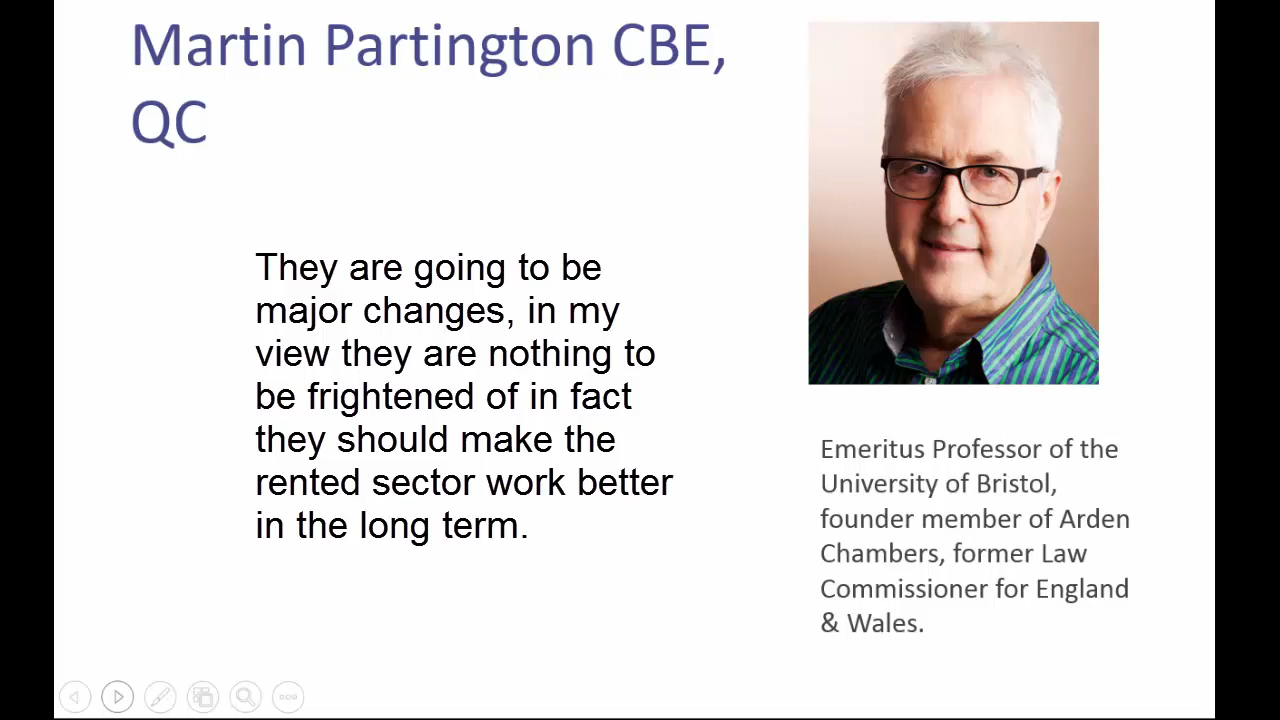 Martin Partington CBE,
QC
They are going to be
major changes, in my
view they are nothing to
be frightened of in fact
they should make the
rented sector work better
in the long term.
Emeritus Professor of the
University of Bristol,
founder member of Arden
Chambers, former Law
Commissioner for England
& Wales.